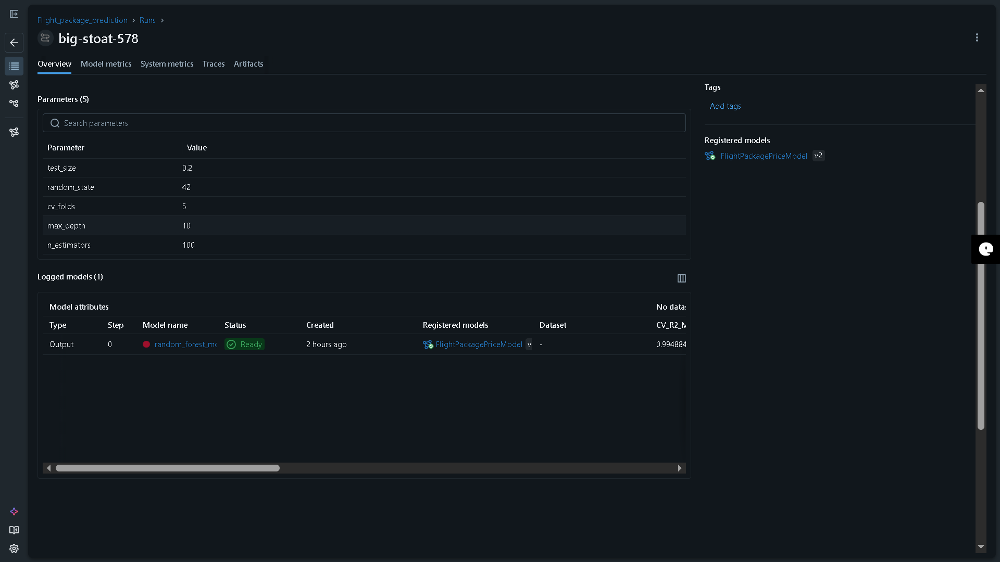 Flight_package_prediction > Runs >
big-stoat-578
Overview Model metrics System metrics Traces Artifacts
Parameters (5)
Search parameters
Parameter Value
test_size 0.2
random_state 42
cv_folds 5
max_depth 10
n_estimators 100
Logged models (1)
Model attributes No datas
Type Step Model name Status Created Registered models Dataset CV_R2_M
Output 0 random_forest_mo Ready 2 hours ago FlightPackagePriceModel v - 0.994884
Tags
Add tags
Registered models
FlightPackagePriceModel v2